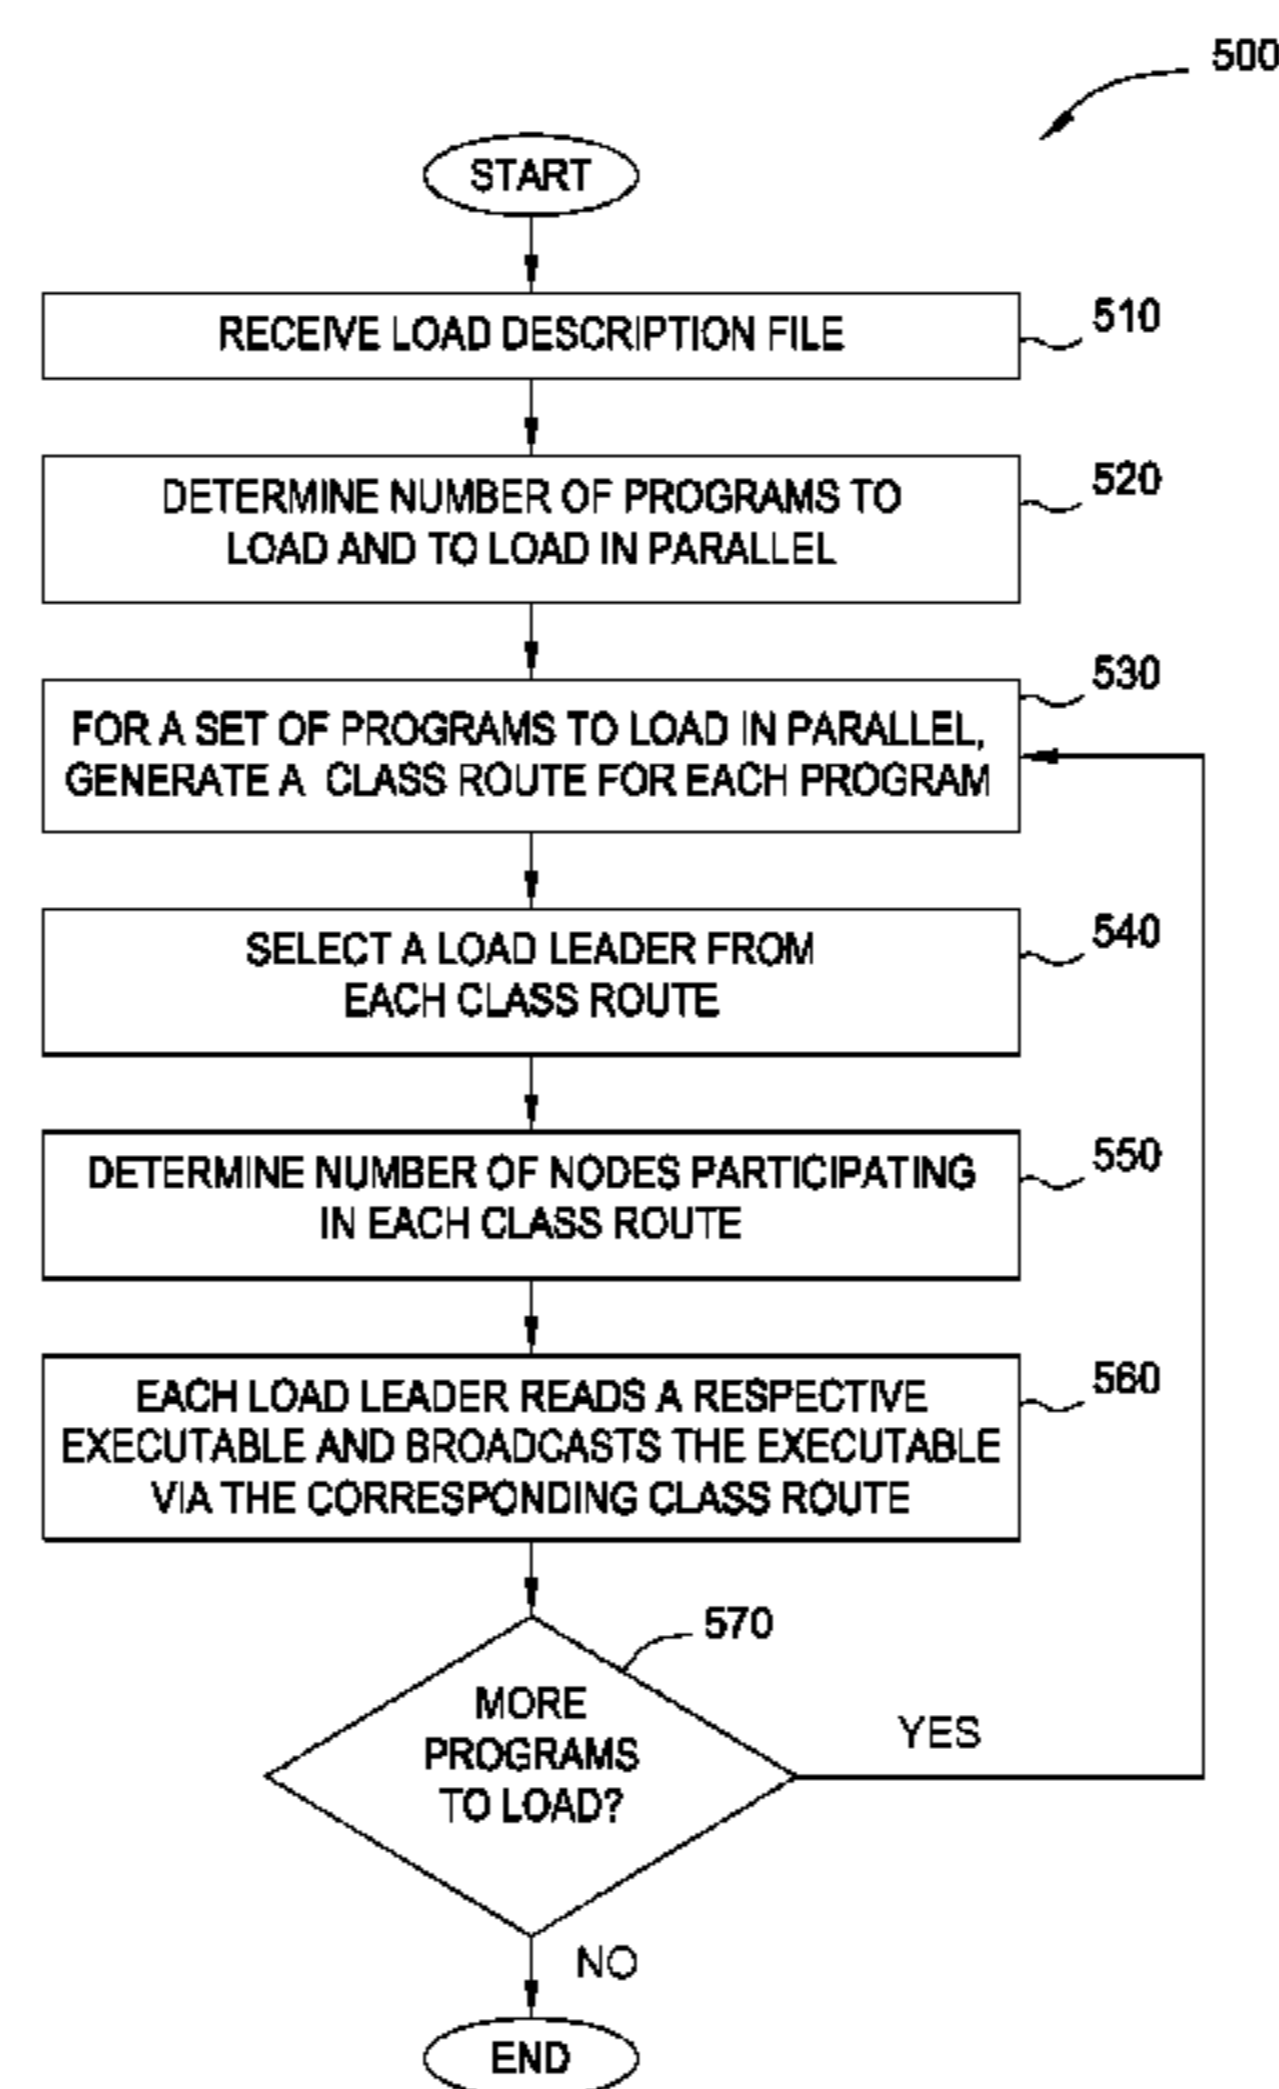 500
START
RECEIVE LOAD DESCRIPTION FILE
510
DETERMINE NUMBER OF PROGRAMS TO
LOAD AND TO LOAD IN PARALLEL
520
FOR A SET OF PROGRAMS TO LOAD IN PARALLEL,
GENERATE A CLASS ROUTE FOR EACH PROGRAM
530
SELECT A LOAD LEADER FROM
EACH CLASS ROUTE
540
DETERMINE NUMBER OF NODES PARTICIPATING
IN EACH CLASS ROUTE
550
EACH LOAD LEADER READS A RESPECTIVE
EXECUTABLE AND BROADCASTS THE EXECUTABLE
VIA THE CORRESPONDING CLASS ROUTE
560
570
MORE
PROGRAMS
TO LOAD?
YES
NO
END